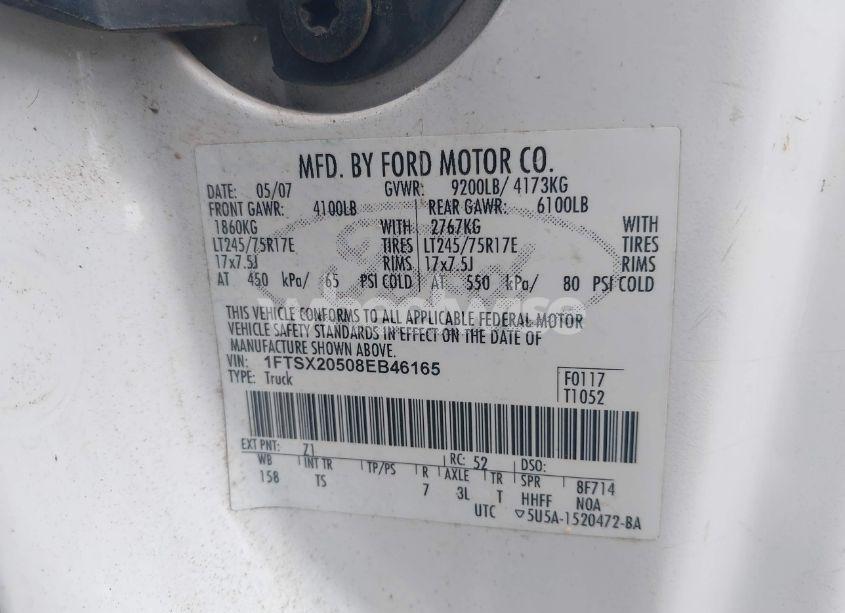 MFD. BY FORD MOTOR CO.
DATE: 05/07 GVWR: 9200LB/ 4173KG
FRONT GAWR: 4100LB REAR GAWR: 6100LB
1860KG WITH 2767KG WITH
LT245/75R17E TIRES LT245/75R17E TIRES
17x7.5J RIMS 17x7.5J RIMS
AT 450 kPa/ 65 PSI COLD AT 550 kPa/ 80 PSI COLD
THIS VEHICLE CONFORMS TO ALL APPLICABLE FEDERAL MOTOR
VEHICLE SAFETY STANDARDS IN EFFECT ON THE DATE OF
MANUFACTURE SHOWN ABOVE.
VIN: 1FTSX20508EB46165
TYPE: Truck
F0117
T1052
EXT PNT: Z1 RC: 52 DSO:
WB INT TR TP/PS R AXLE TR SPR 8F714
158 TS 7 3L T HHFF N0A
UTC ▽5U5A-1520472-BA